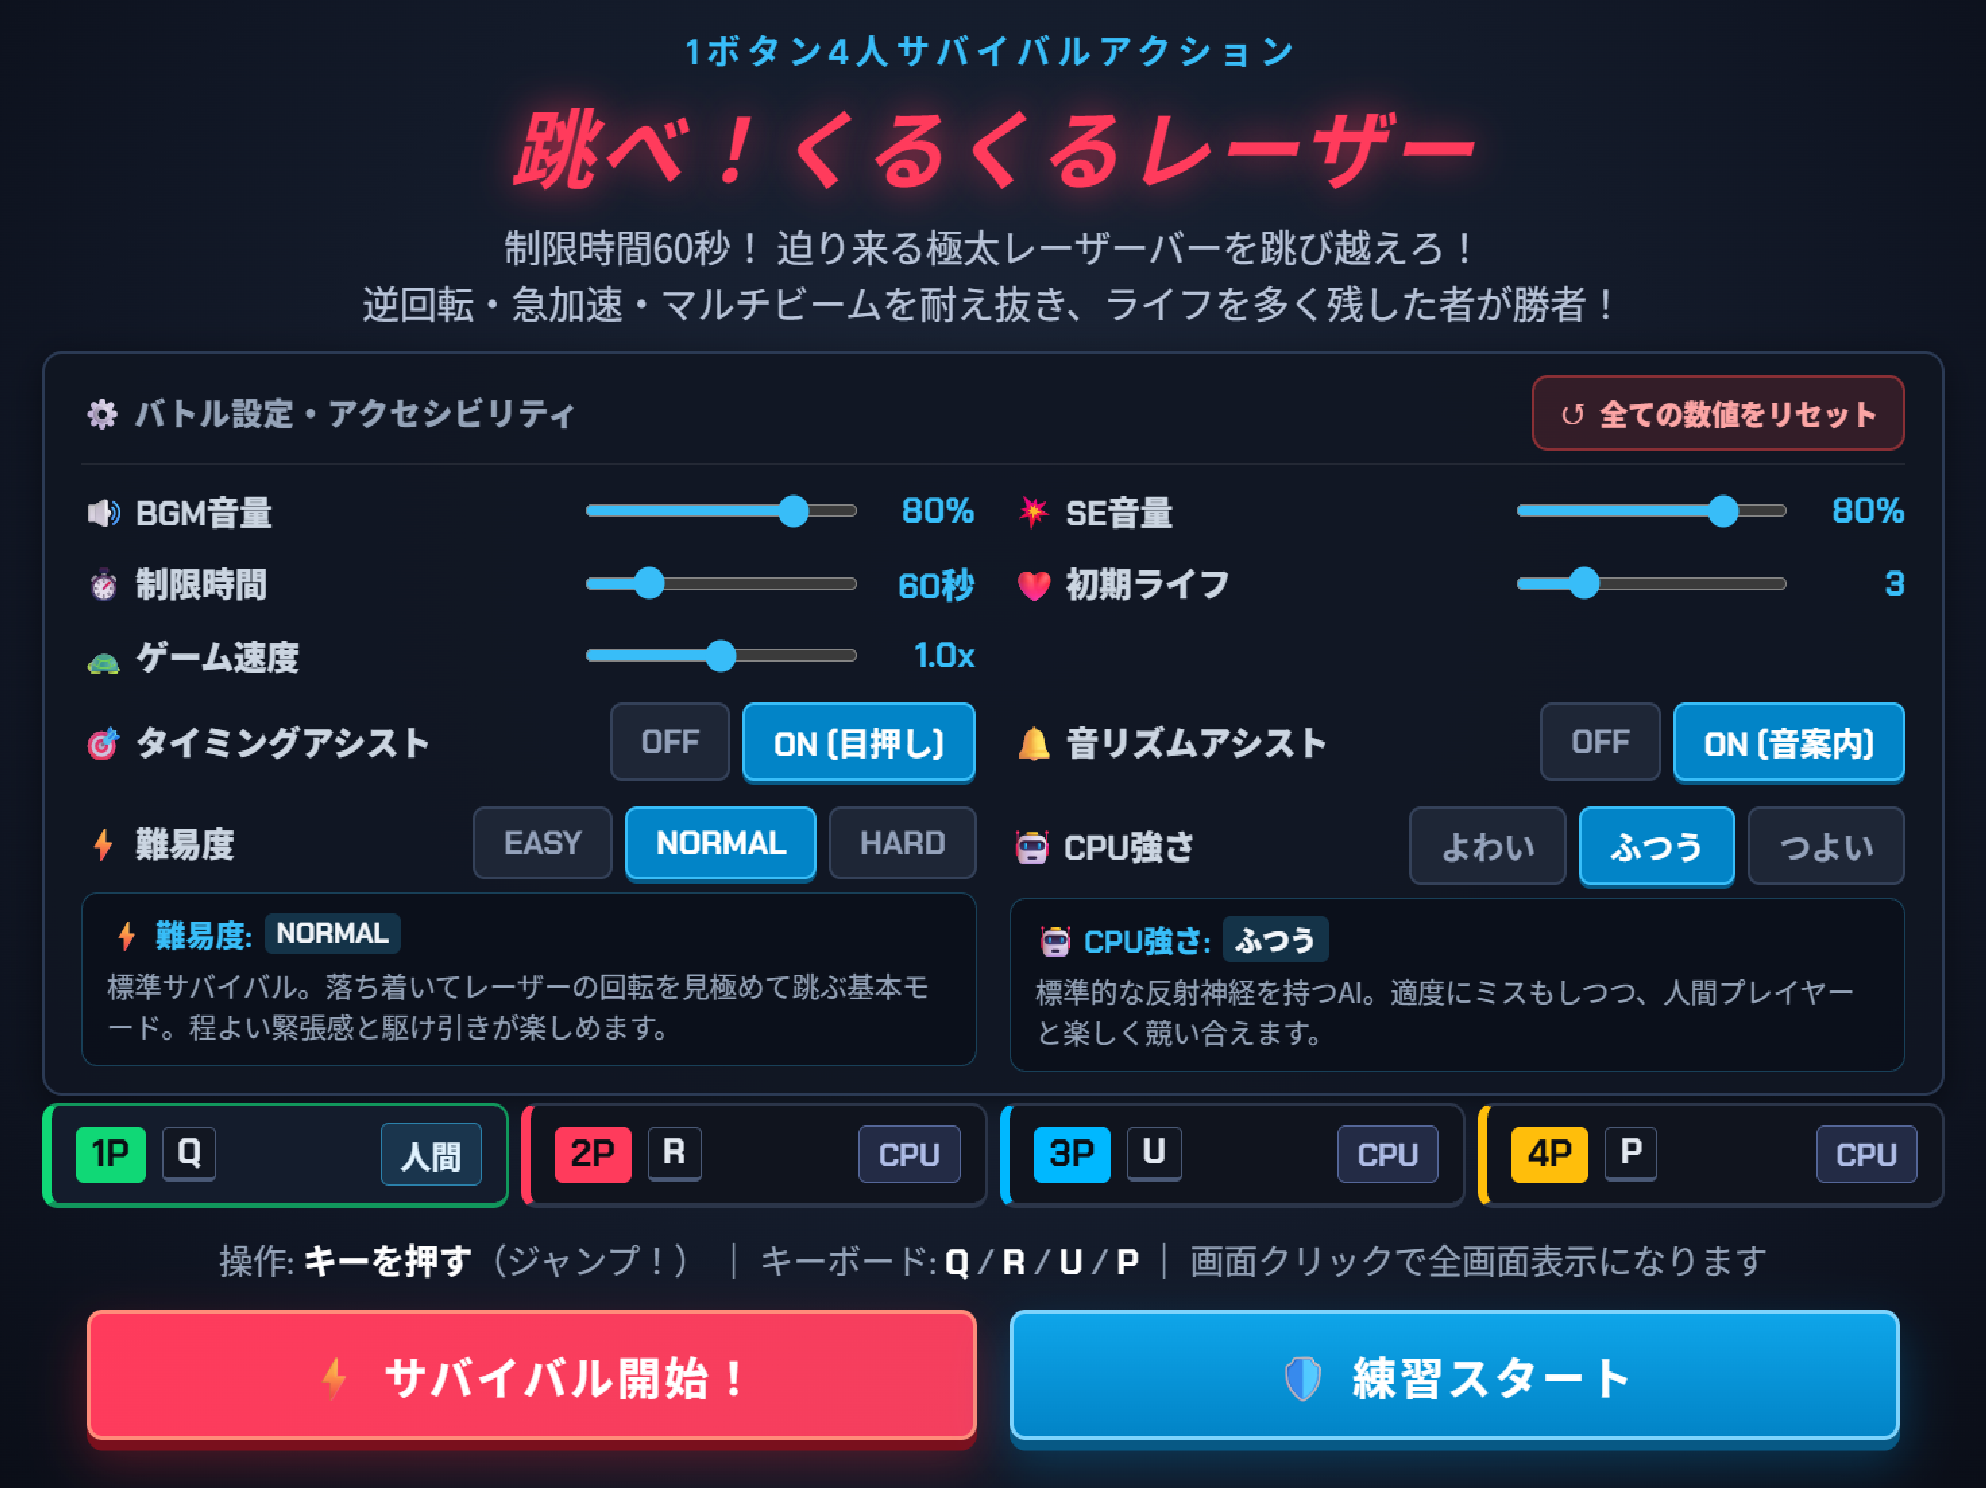 1ボタン4人サバイバルアクション
跳べ！くるくるレーザー
制限時間60秒！ 迫り来る極太レーザーバーを跳び越えろ！
逆回転・急加速・マルチビームを耐え抜き、ライフを多く残した者が勝者！
バトル設定・アクセシビリティ
↺ 全ての数値をリセット
BGM音量 80%
SE音量 80%
制限時間 60秒
初期ライフ 3
ゲーム速度 1.0x
タイミングアシスト OFF ON (目押し)
音リズムアシスト OFF ON (音案内)
難易度 EASY NORMAL HARD
CPU強さ よわい ふつう つよい
難易度: NORMAL
標準サバイバル。落ち着いてレーザーの回転を見極めて跳ぶ基本モ
ード。程よい緊張感と駆け引きが楽しめます。
CPU強さ: ふつう
標準的な反射神経を持つAI。適度にミスもしつつ、人間プレイヤー
と楽しく競い合えます。
1P Q 人間
2P R CPU
3P U CPU
4P P CPU
操作: キーを押す（ジャンプ！） ｜ キーボード: Q / R / U / P ｜ 画面クリックで全画面表示になります
サバイバル開始！
練習スタート